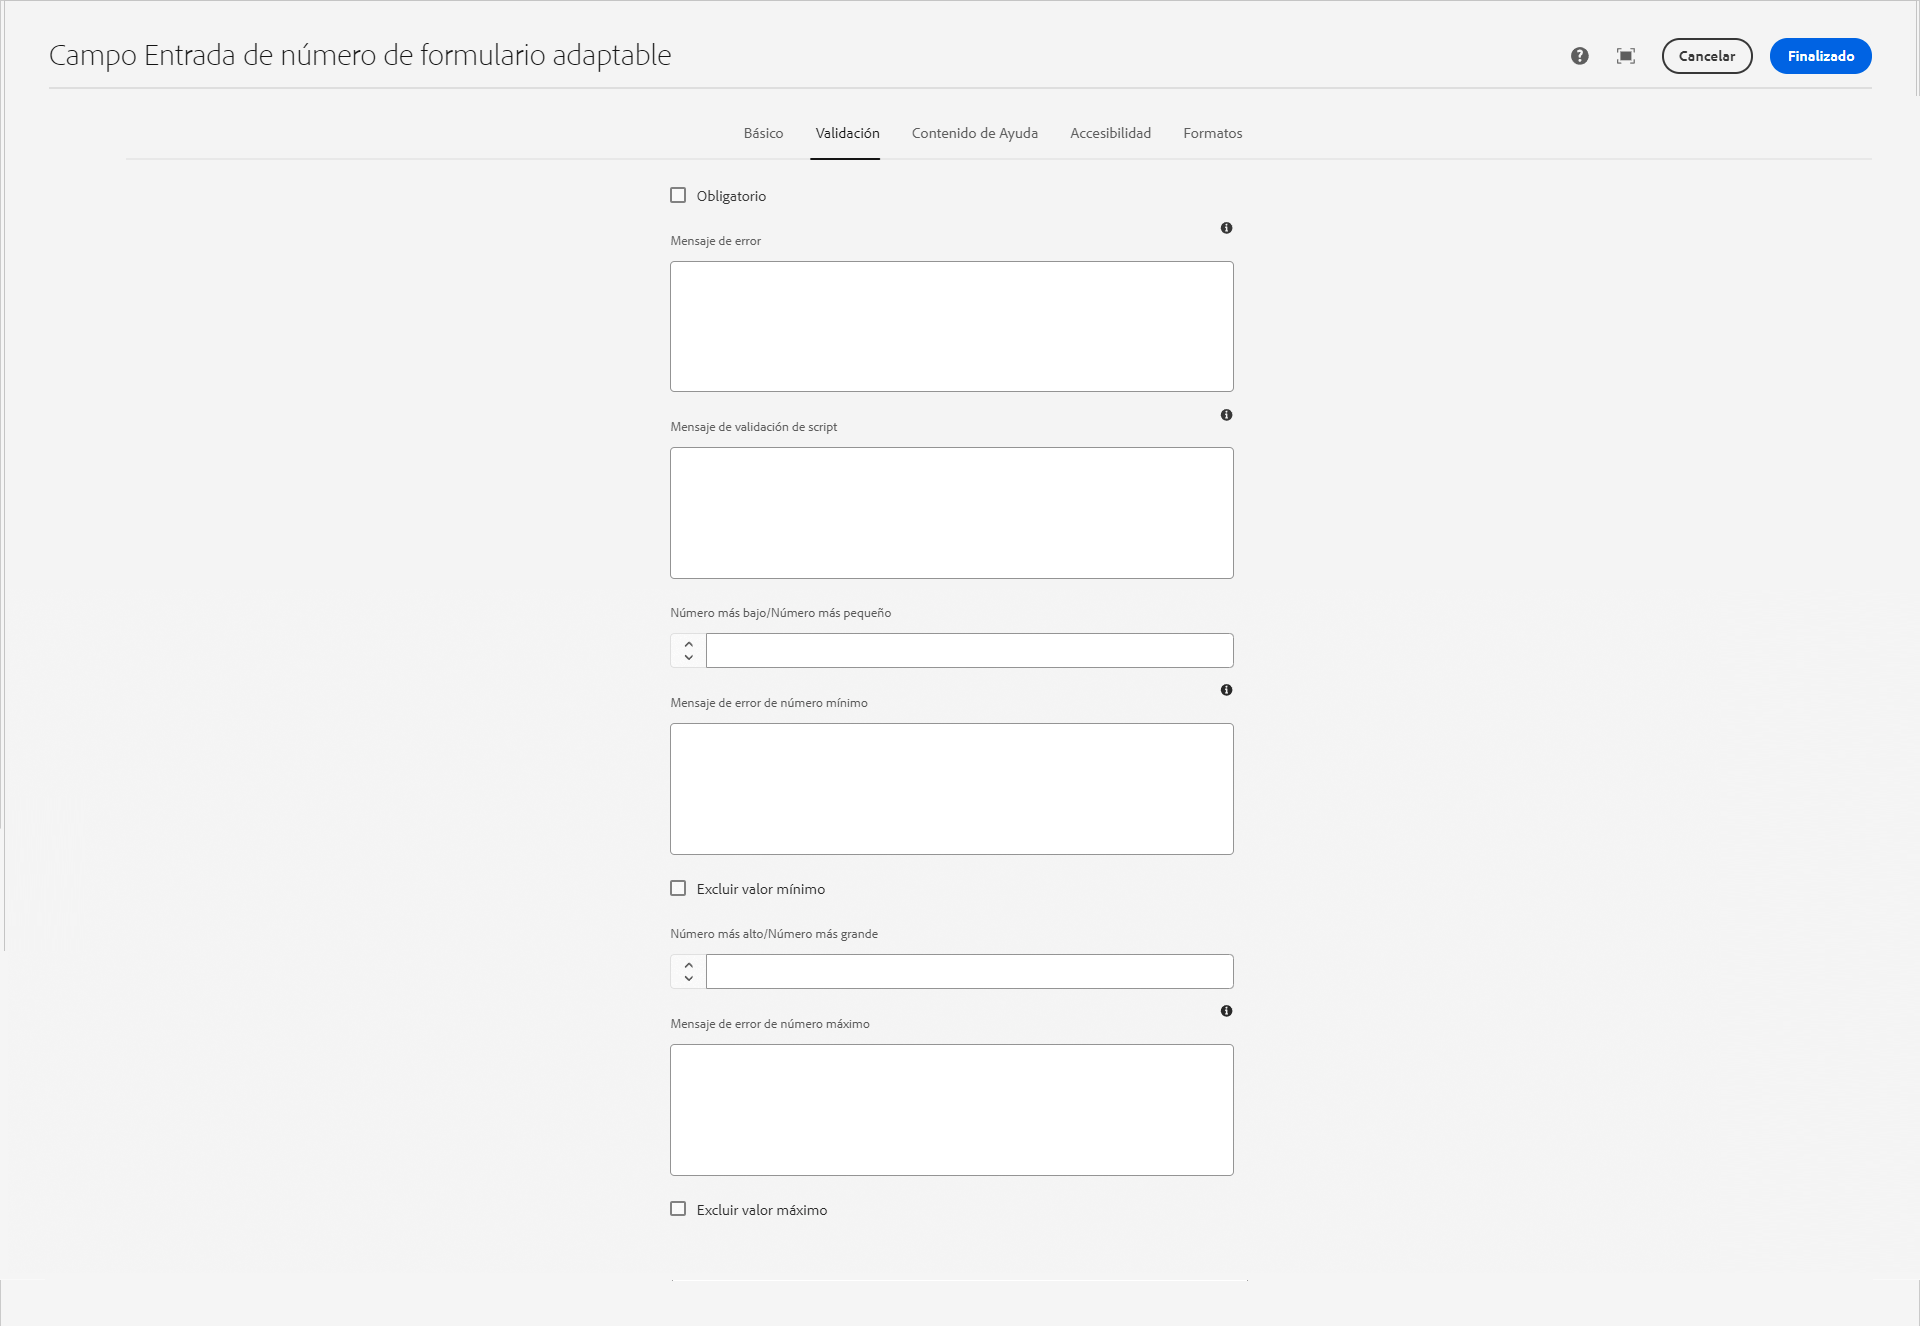 Campo Entrada de número de formulario adaptable
Cancelar
Finalizado
Básico
Validación
Contenido de Ayuda
Accesibilidad
Formatos
Obligatorio
Mensaje de error
Mensaje de validación de script
Número más bajo/Número más pequeño
Mensaje de error de número mínimo
Excluir valor mínimo
Número más alto/Número más grande
Mensaje de error de número máximo
Excluir valor máximo